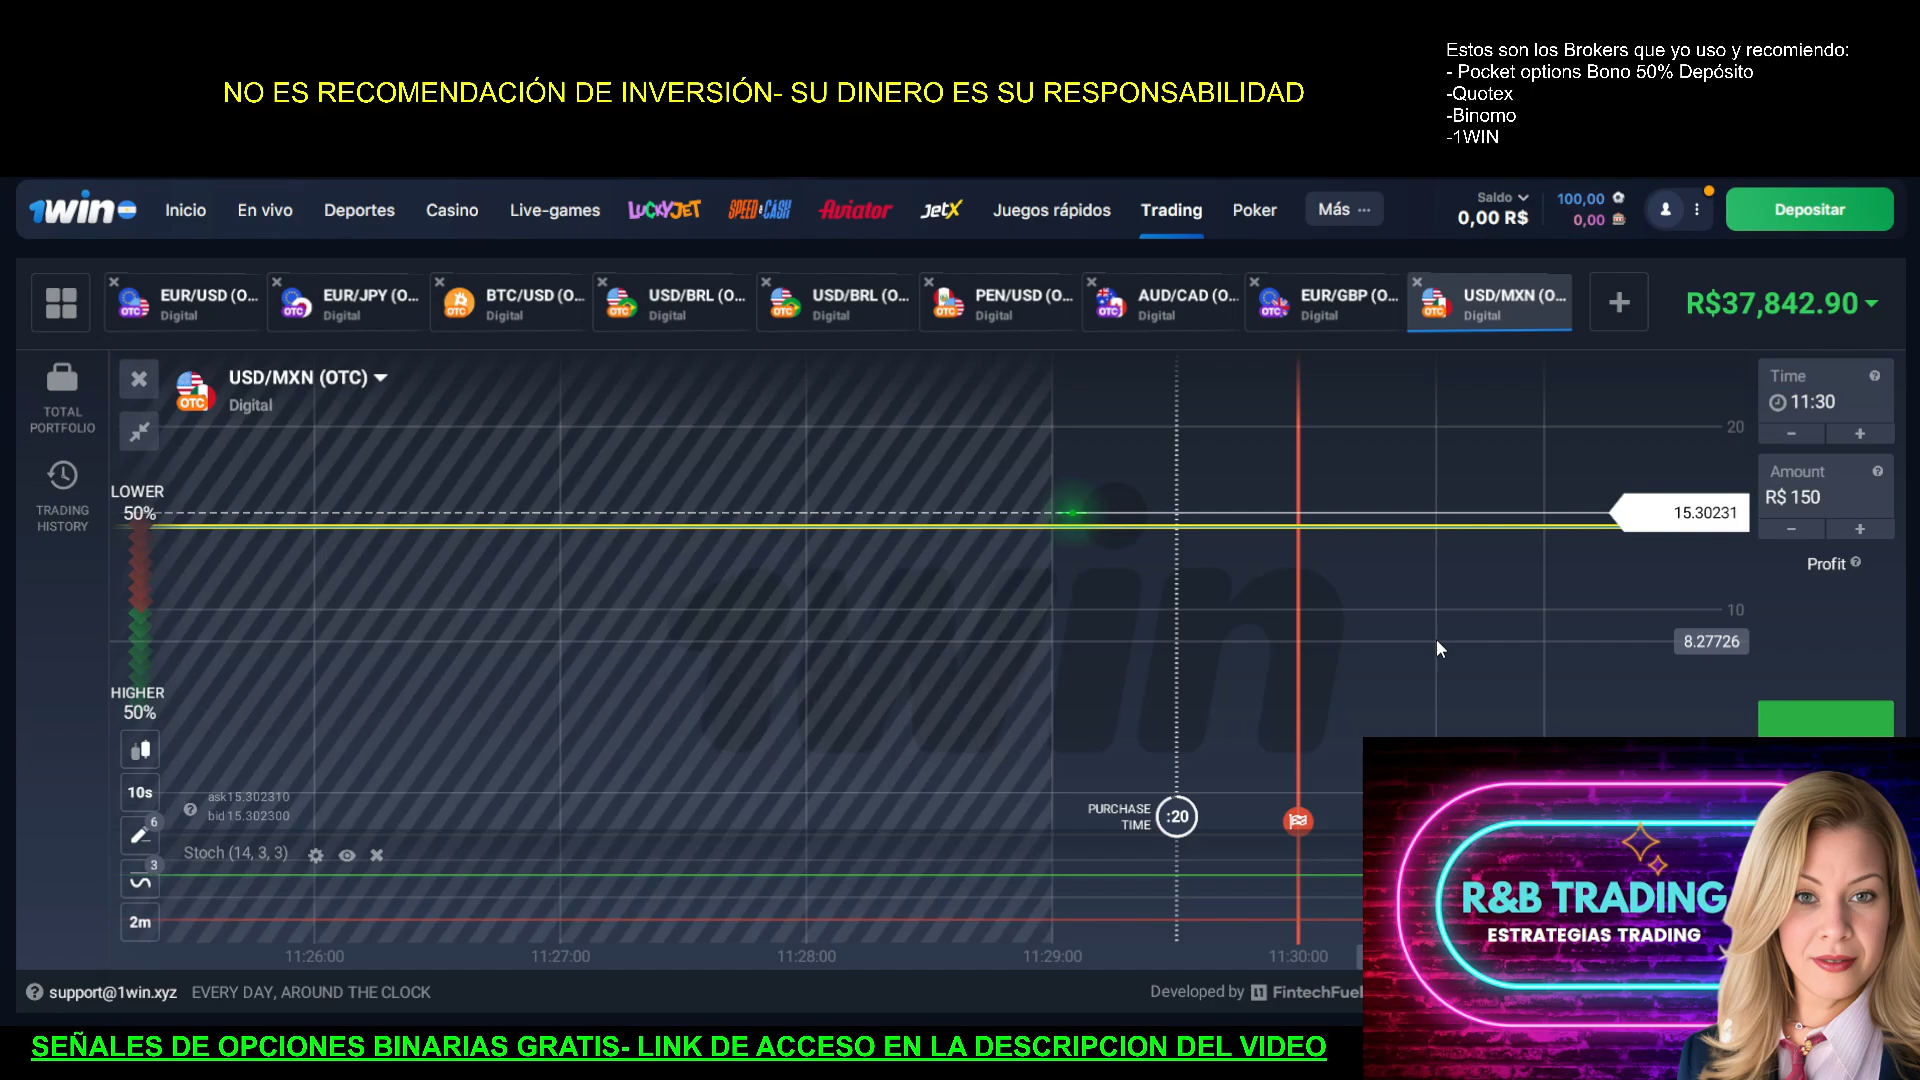 NO ES RECOMENDACIÓN DE INVERSIÓN- SU DINERO ES SU RESPONSABILIDAD
Estos son los Brokers que yo uso y recomiendo:
- Pocket options Bono 50% Depósito
-Quotex
-Binomo
-1WIN
1win
Inicio
En vivo
Deportes
Casino
Live-games
LUCKYJET
SPEED&CASH
Aviator
JetX
Juegos rápidos
Trading
Poker
Más ···
Saldo
0,00 R$
100,00
0,00
Depositar
EUR/USD (O...
Digital
EUR/JPY (O...
Digital
BTC/USD (O...
Digital
USD/BRL (O...
Digital
USD/BRL (O...
Digital
PEN/USD (O...
Digital
AUD/CAD (O...
Digital
EUR/GBP (O...
Digital
USD/MXN (O...
Digital
R$37,842.90
TOTAL
PORTFOLIO
TRADING
HISTORY
OTC
USD/MXN (OTC)
Digital
LOWER
50%
HIGHER
50%
10s
6
3
2m
ask 15.302310
bid 15.302300
Stoch (14, 3, 3)
1win
PURCHASE
TIME
:20
20
15.30231
10
8.27726
Time
11:30
- +
Amount
R$ 150
- +
Profit
11:26:00
11:27:00
11:28:00
11:29:00
11:30:00
support@1win.xyz
EVERY DAY, AROUND THE CLOCK
Developed by FintechFuel
R&B TRADING
ESTRATEGIAS TRADING
SEÑALES DE OPCIONES BINARIAS GRATIS- LINK DE ACCESO EN LA DESCRIPCION DEL VIDEO